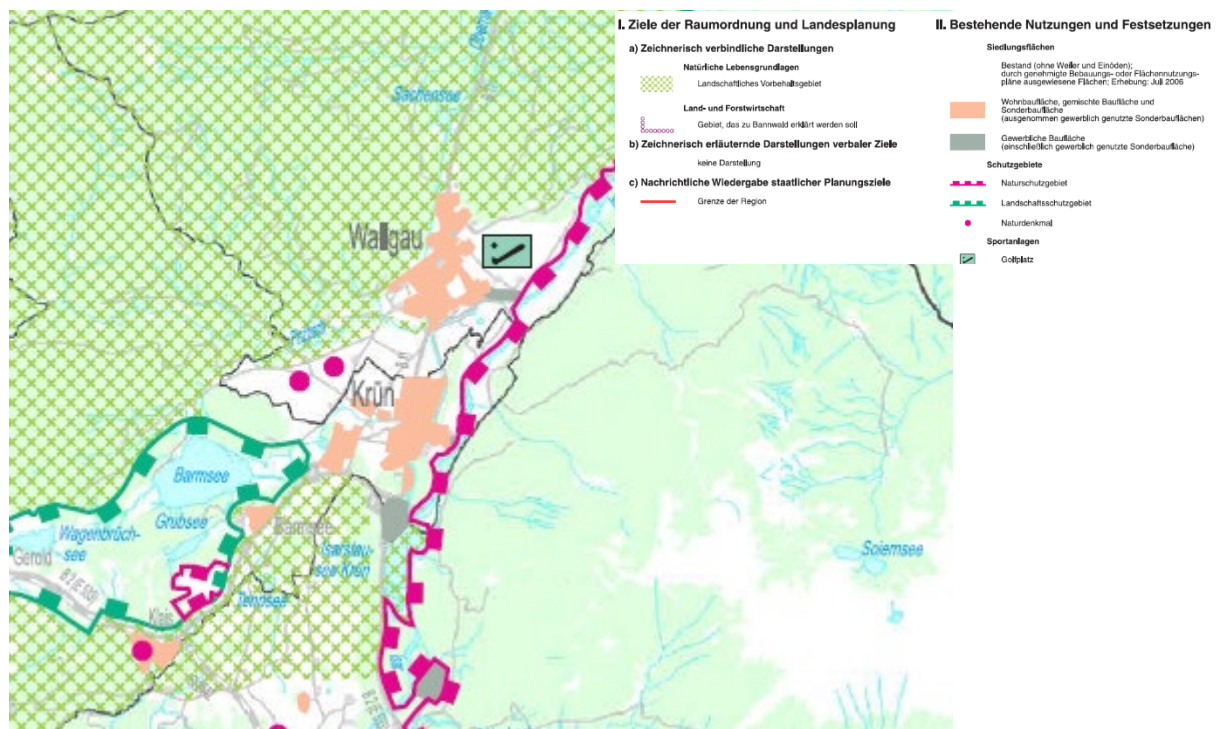 I. Ziele der Raumordnung und Landesplanung
a) Zeichnerisch verbindliche Darstellungen
Natürliche Lebensgrundlagen
Landschaftliches Vorbehaltsgebiet
Land- und Forstwirtschaft
Gebiet, das zu Bannwald erklärt werden soll
b) Zeichnerisch erläuternde Darstellungen verbaler Ziele
keine Darstellung
c) Nachrichtliche Wiedergabe staatlicher Planungsziele
Grenze der Region
II. Bestehende Nutzungen und Festsetzungen
Siedlungsflächen
Bestand (ohne Weiler und Einöden);
durch genehmigte Bebauungs- oder Flächennutzungs-
pläne ausgewiesene Flächen; Erhebung: Juli 2006
Wohnbaufläche, gemischte Baufläche und
Sonderbaufläche
(ausgenommen gewerblich genutzte Sonderbauflächen)
Gewerbliche Baufläche
(einschließlich gewerblich genutzte Sonderbaufläche)
Schutzgebiete
Naturschutzgebiet
Landschaftsschutzgebiet
Naturdenkmal
Sportanlagen
Golfplatz
Sachensee
Wallgau
Krün
Barmsee
Grubsee
Wagenbrüch-
see
Gerold
Barmsee
Isarstau-
see Krün
Tennsee
Klais
Soiernsee